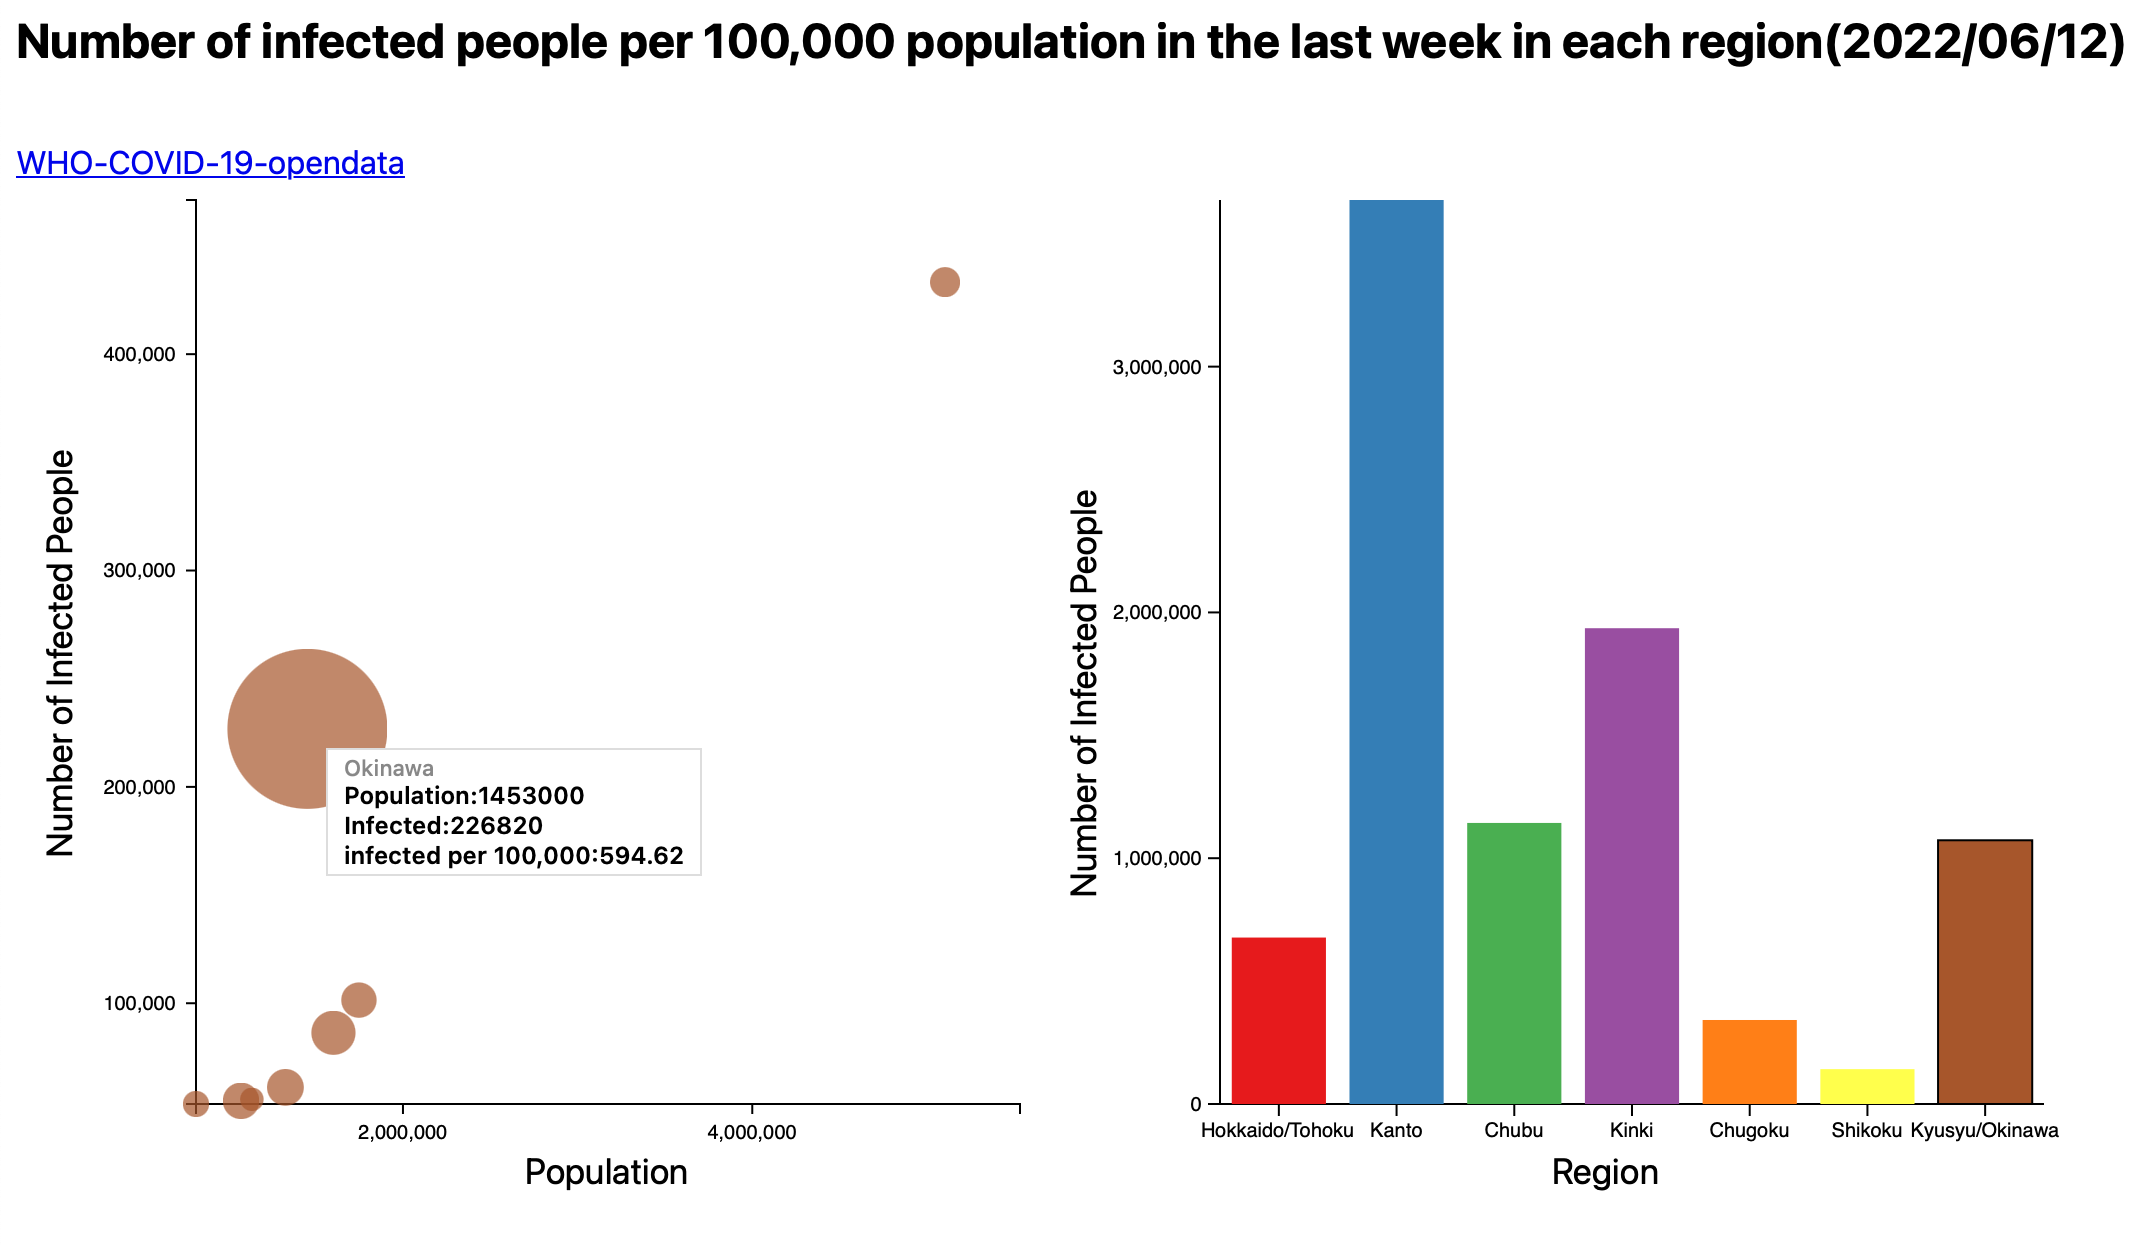 Number of infected people per 100,000 population in the last week in each region(2022/06/12)
WHO-COVID-19-opendata
Number of Infected People
400,000
300,000
200,000
100,000
Okinawa
Population:1453000
Infected:226820
infected per 100,000:594.62
2,000,000
4,000,000
Population
Number of Infected People
3,000,000
2,000,000
1,000,000
0
Hokkaido/Tohoku
Kanto
Chubu
Kinki
Chugoku
Shikoku
Kyusyu/Okinawa
Region